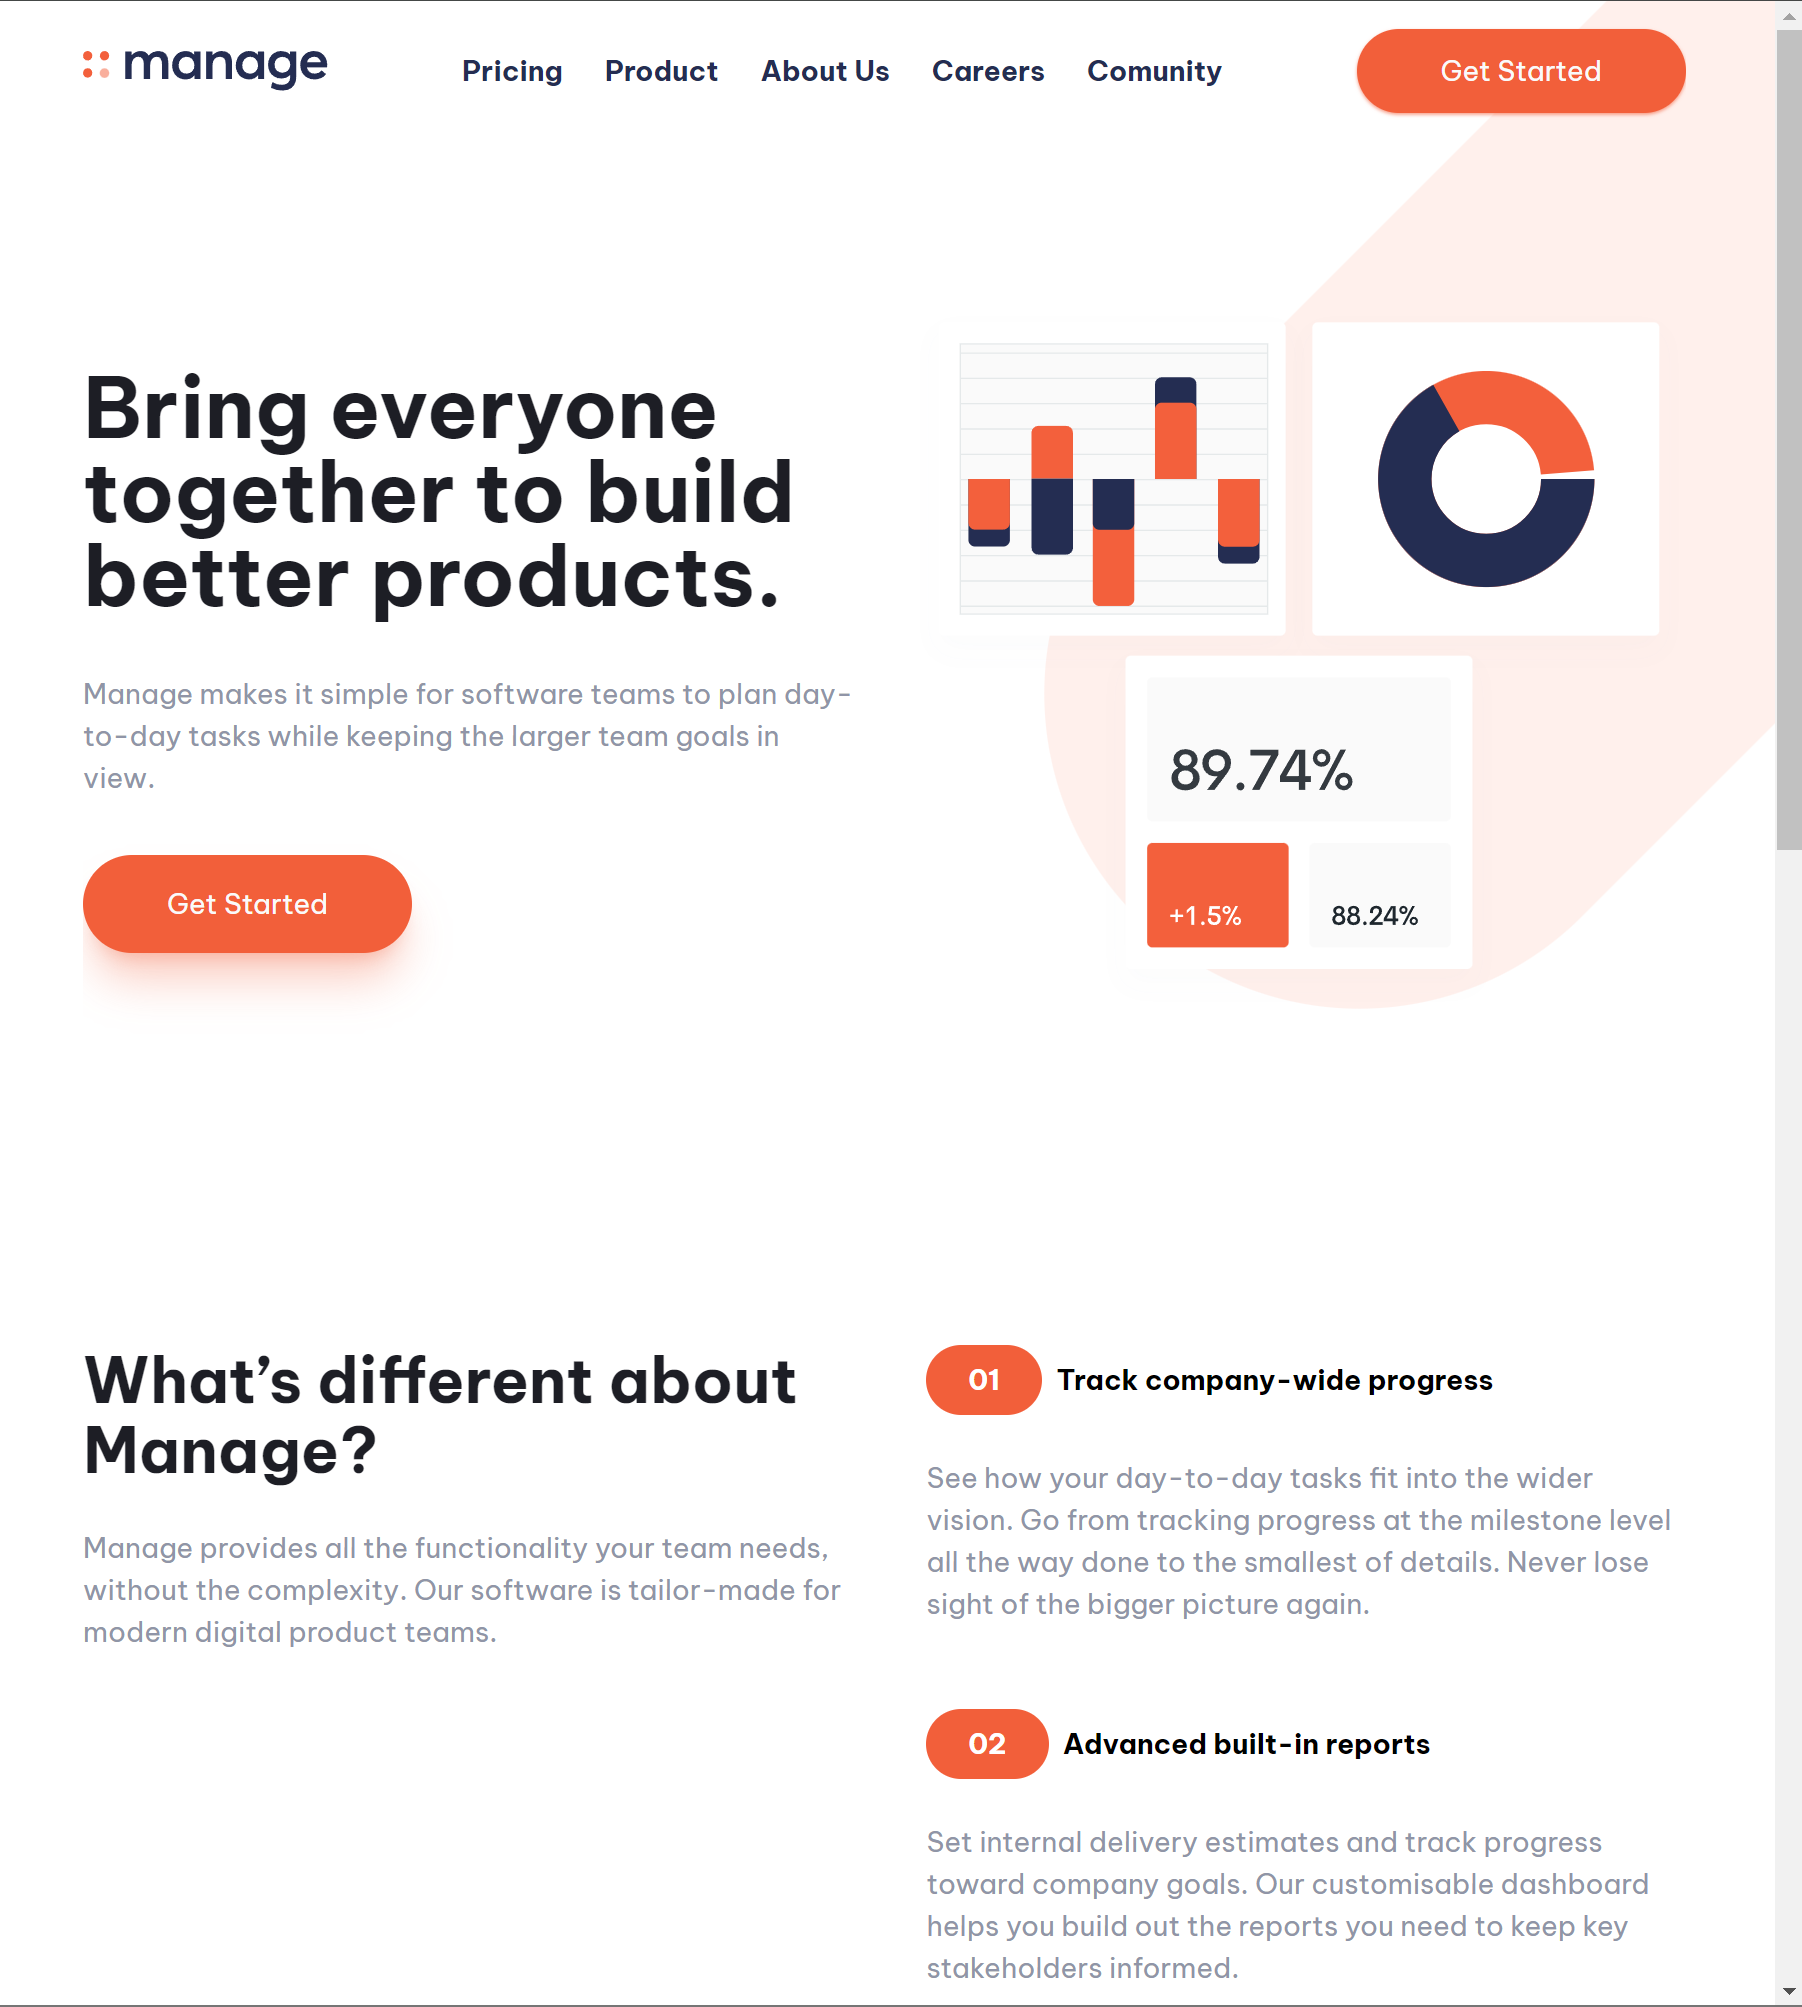 manage
Pricing Product About Us Careers Comunity
Get Started
Bring everyone
together to build
better products.
Manage makes it simple for software teams to plan day-
to-day tasks while keeping the larger team goals in
view.
Get Started
89.74%
+1.5%
88.24%
What’s different about
Manage?
Manage provides all the functionality your team needs,
without the complexity. Our software is tailor-made for
modern digital product teams.
01 Track company-wide progress
See how your day-to-day tasks fit into the wider
vision. Go from tracking progress at the milestone level
all the way done to the smallest of details. Never lose
sight of the bigger picture again.
02 Advanced built-in reports
Set internal delivery estimates and track progress
toward company goals. Our customisable dashboard
helps you build out the reports you need to keep key
stakeholders informed.